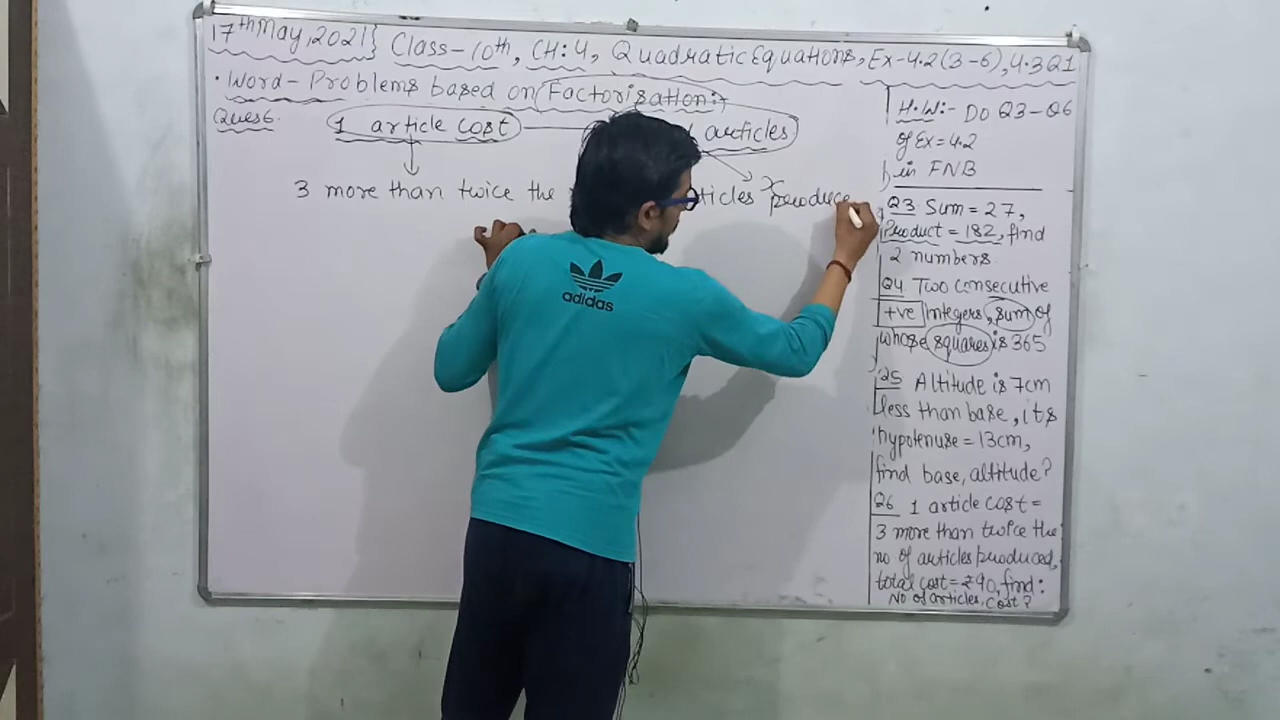 17th May, 2021} Class-10th, CH:4, Quadratic Equations, Ex-4.2(3-6), 4.3Q1
• Word-Problems based on Factorisation:-
Ques6. 1 article cost articles
3 more than twice the produce
H.W:- Do Q3-Q6
of Ex=4.2
in FNB
Q3 Sum = 27,
Product = 182, find
2 numbers.
Q4 Two consecutive
+ve Integers, sum of
whose squares is 365
Q5 Altitude is 7cm
less than base, its
hypotenuse = 13cm,
find base, altitude?
Q6 1 article cost =
3 more than twice the
no of articles produced,
total cost = ₹90, find:
No of articles, cost?
adidas